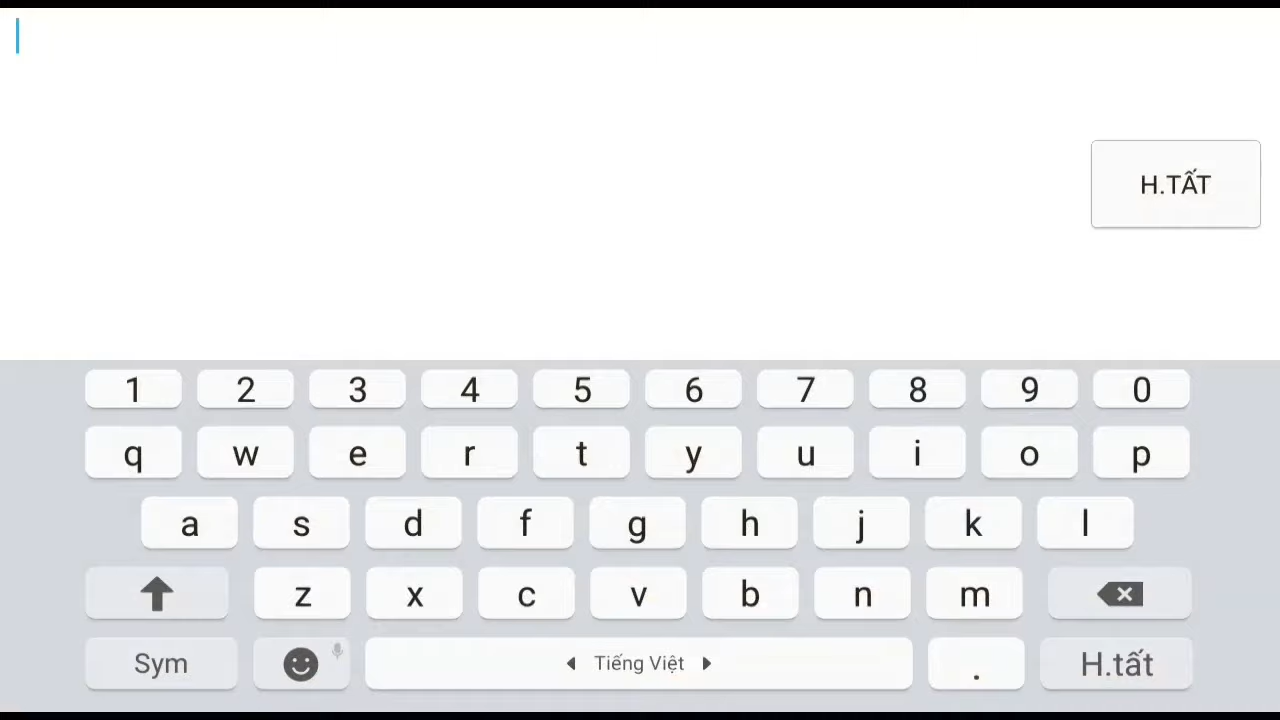 H.TẤT
1 2 3 4 5 6 7 8 9 0
q w e r t y u i o p
a s d f g h j k l
z x c v b n m
Sym Tiếng Việt . H.tất